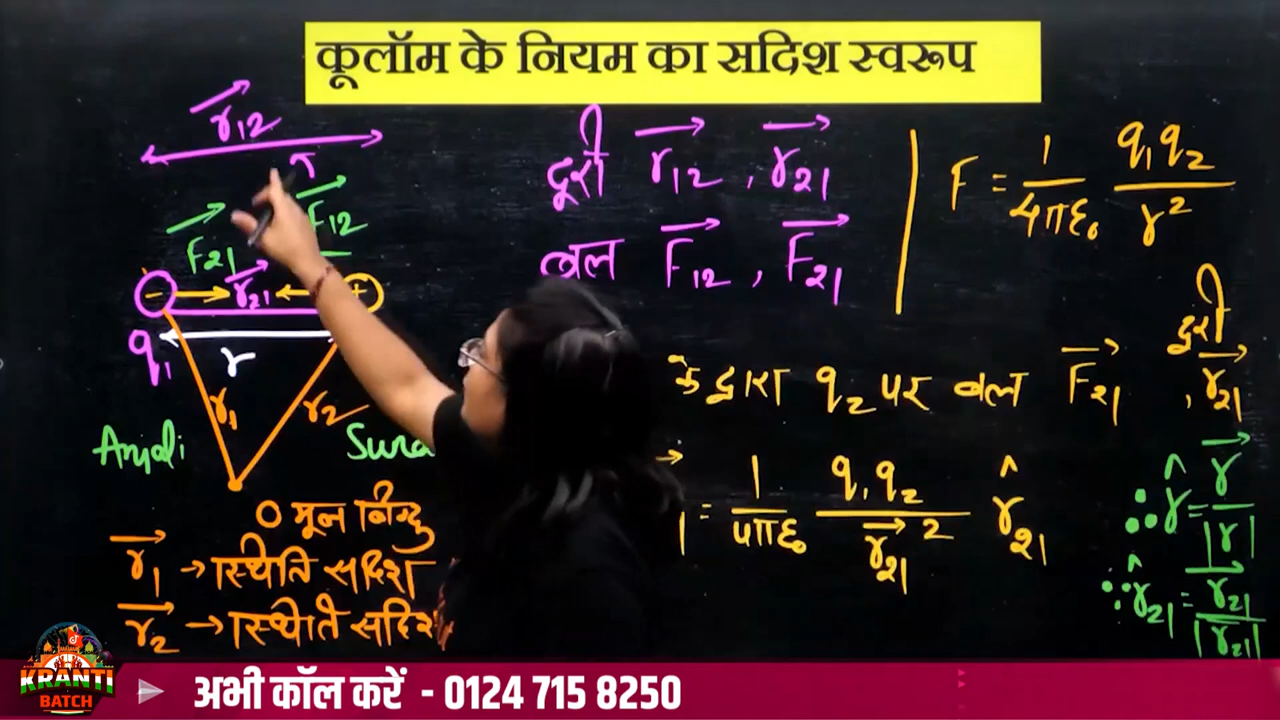 कूलॉम के नियम का सदिश स्वरूप
→r₁₂
r
→F₂₁ →F₁₂
- →r₂₁ +
q₁ r
r₁ r₂
Anjali
० मूल बिन्दु
→r₁ → स्थिति सदिश
→r₂ → स्थिति
दूरी →r₁₂ , →r₂₁
बल →F₁₂ , →F₂₁
F = 1/4πε₀ q₁q₂/r²
दूरी
, →r₂₁
के द्वारा q₂ पर बल →F₂₁
= 1/4πε₀ q₁q₂/→r₂₁² r̂₂₁
∴ r̂ = →r/|r|
∴ r̂₂₁ = →r₂₁/|→r₂₁|
KRANTI
BATCH
अभी कॉल करें - 0124 715 8250